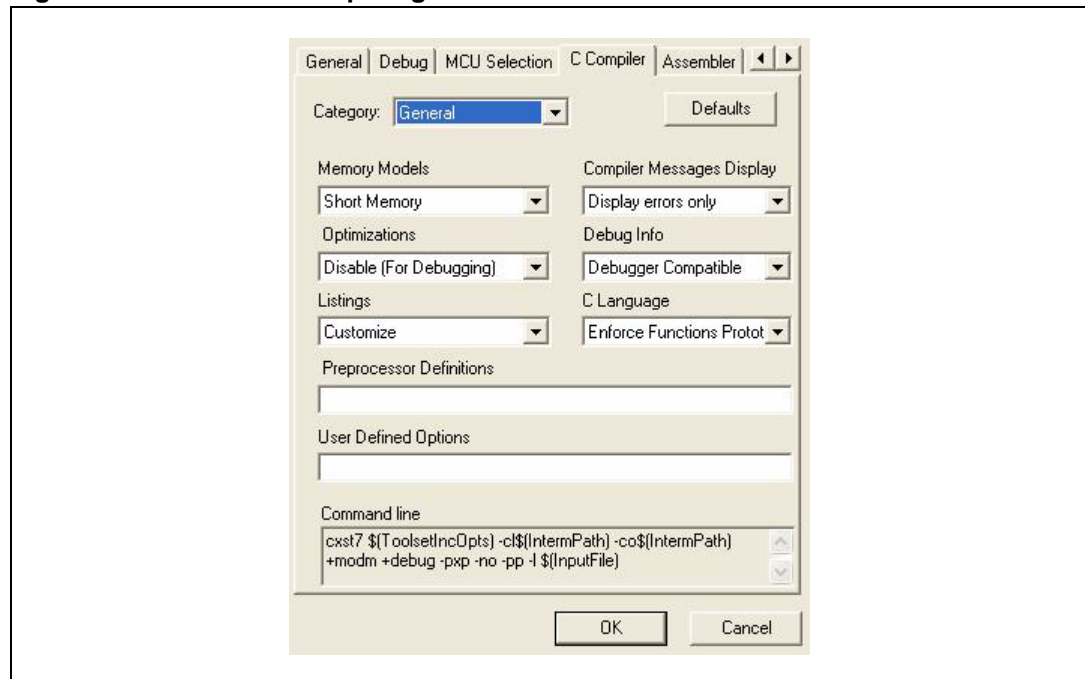 General Debug MCU Selection C Compiler Assembler
Category: General Defaults
Memory Models Compiler Messages Display
Short Memory Display errors only
Optimizations Debug Info
Disable (For Debugging) Debugger Compatible
Listings C Language
Customize Enforce Functions Protot
Preprocessor Definitions
User Defined Options
Command line
cxst7 $(ToolsetIncOpts) -cl$(IntermPath) -co$(IntermPath)
+modm +debug -pxp -no -pp -l $(InputFile)
OK Cancel